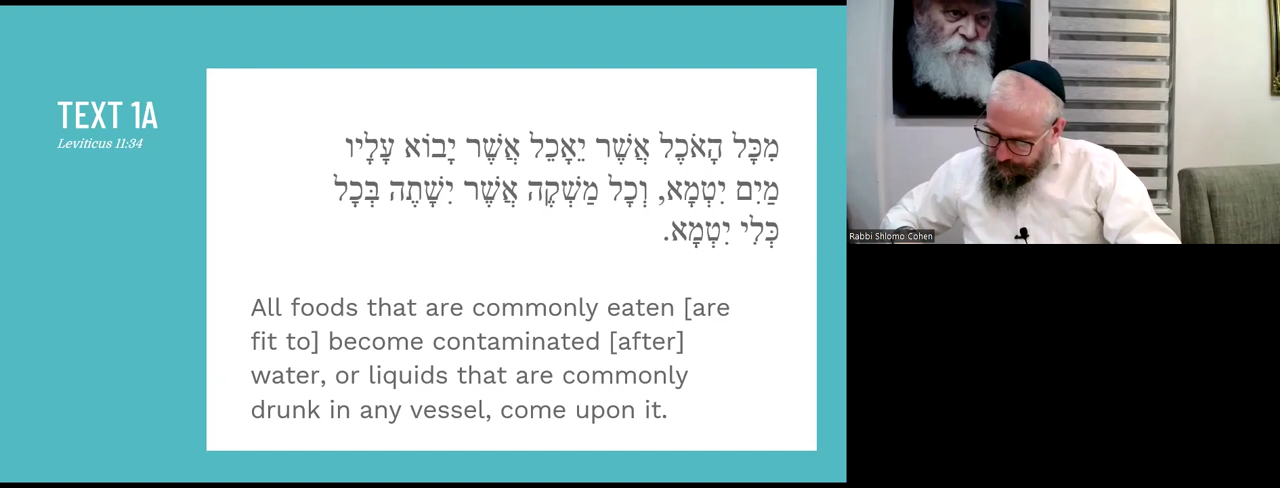 TEXT 1A
Leviticus 11:34
מִכָּל הָאֹכֶל אֲשֶׁר יֵאָכֵל אֲשֶׁר יָבוֹא עָלָיו
מַיִם יִטְמָא, וְכָל מַשְׁקֶה אֲשֶׁר יִשָּׁתֶה בְּכָל
כְּלִי יִטְמָא.
All foods that are commonly eaten [are
fit to] become contaminated [after]
water, or liquids that are commonly
drunk in any vessel, come upon it.
Rabbi Shlomo Cohen